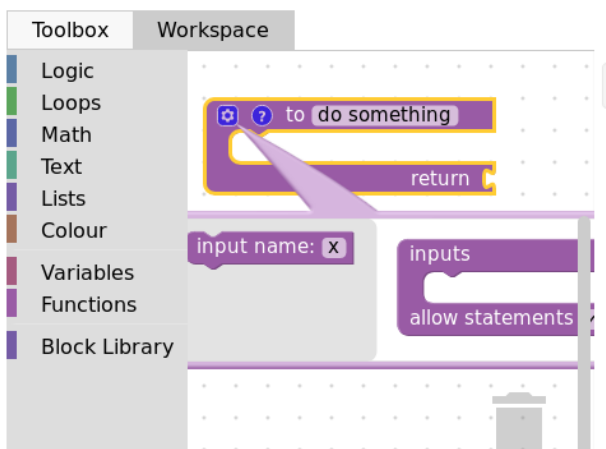 Toolbox Workspace
Logic
Loops
Math
Text
Lists
Colour
Variables
Functions
Block Library
? to do something
return
input name: x
inputs
allow statements